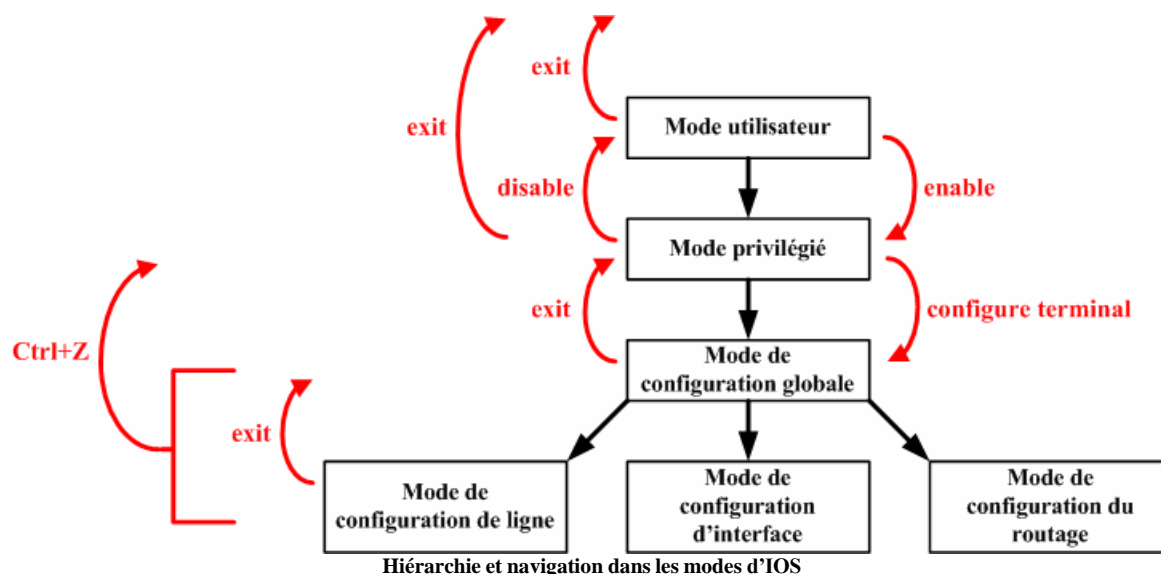 exit
Mode utilisateur
exit
disable
enable
Mode privilégié
exit
configure terminal
Ctrl+Z
Mode de
configuration globale
exit
Mode de
configuration de ligne
Mode de
configuration
d'interface
Mode de
configuration du
routage
Hiérarchie et navigation dans les modes d'IOS